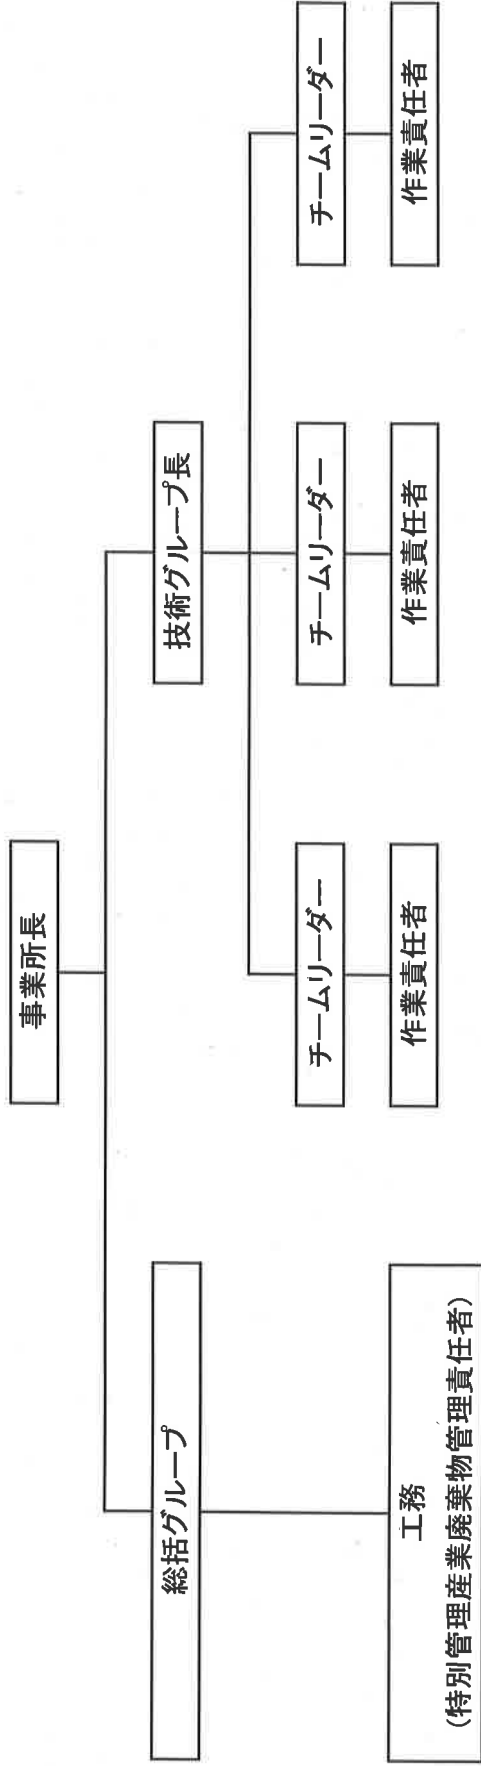 事業所長
総括グループ
技術グループ長
チームリーダー
チームリーダー
チームリーダー
工務
(特別管理産業廃棄物管理責任者)
作業責任者
作業責任者
作業責任者